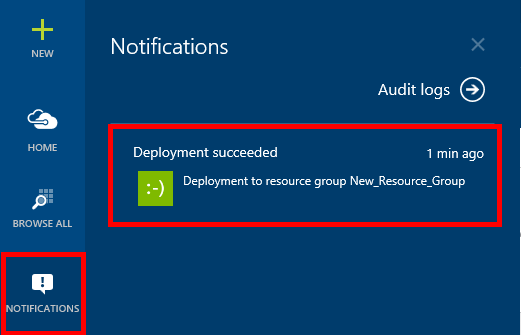 NEW
HOME
BROWSE ALL
NOTIFICATIONS
Notifications
Audit logs
Deployment succeeded 1 min ago
:-) Deployment to resource group New_Resource_Group